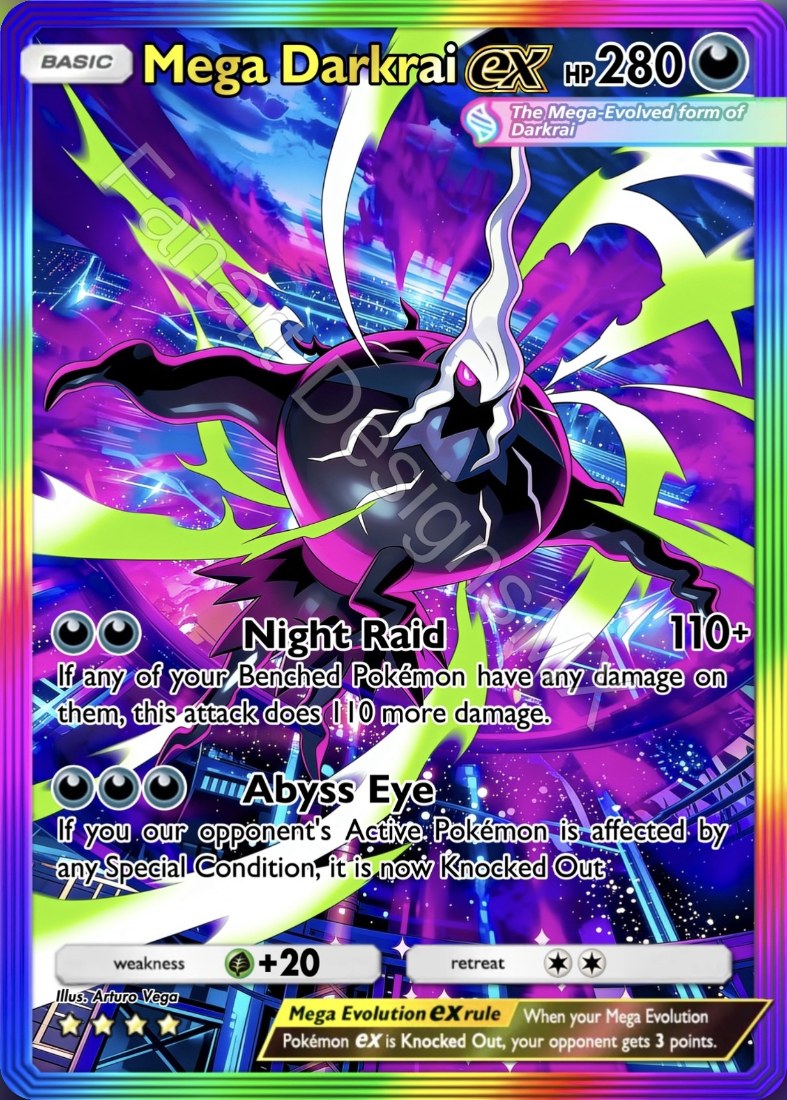 BASIC Mega Darkrai ex HP 280
The Mega-Evolved form of
Darkrai
Fanart DesignsMX
Night Raid 110+
If any of your Benched Pokémon have any damage on
them, this attack does 110 more damage.
Abyss Eye
If you our opponent's Active Pokémon is affected by
any Special Condition, it is now Knocked Out
weakness +20 retreat
Illus. Arturo Vega
Mega Evolution ex rule When your Mega Evolution
Pokémon ex is Knocked Out, your opponent gets 3 points.